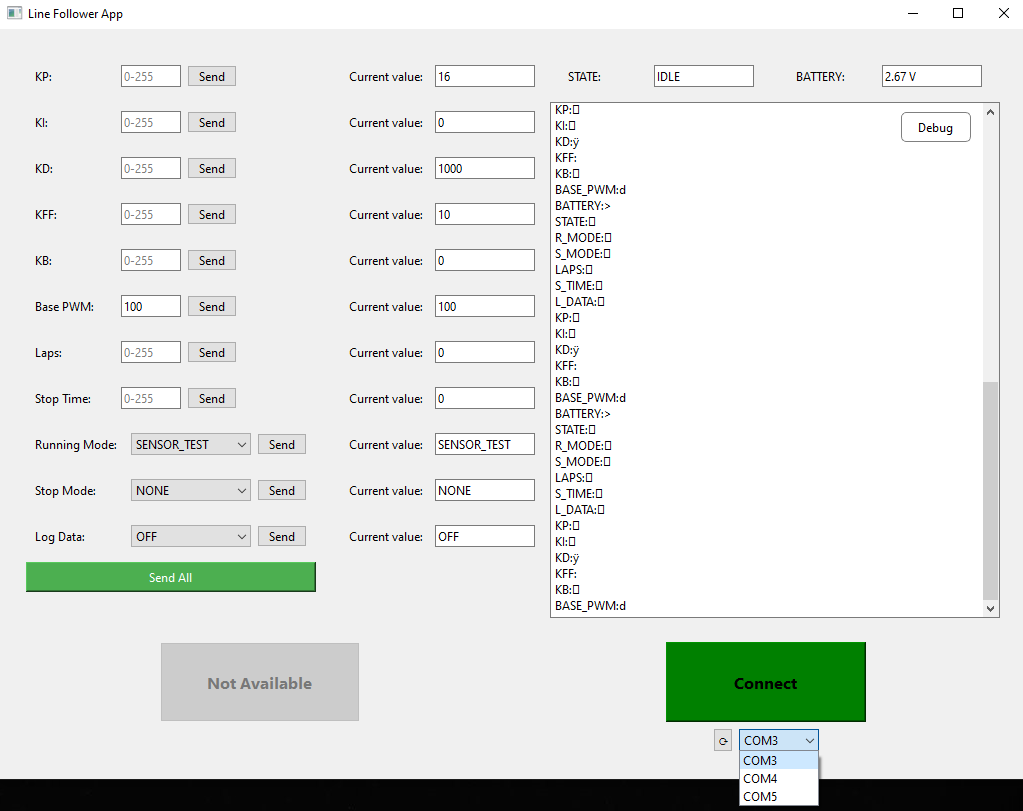 Line Follower App
KP: 0-255 Send Current value: 16 STATE: IDLE BATTERY: 2.67 V
KI: 0-255 Send Current value: 0
KD: 0-255 Send Current value: 1000
KFF: 0-255 Send Current value: 10
KB: 0-255 Send Current value: 0
Base PWM: 100 Send Current value: 100
Laps: 0-255 Send Current value: 0
Stop Time: 0-255 Send Current value: 0
Running Mode: SENSOR_TEST Send Current value: SENSOR_TEST
Stop Mode: NONE Send Current value: NONE
Log Data: OFF Send Current value: OFF
Send All
Debug
KP:▯
KI:▯
KD:ÿ
KFF:
KB:▯
BASE_PWM:d
BATTERY:>
STATE:▯
R_MODE:▯
S_MODE:▯
LAPS:▯
S_TIME:▯
L_DATA:▯
KP:▯
KI:▯
KD:ÿ
KFF:
KB:▯
BASE_PWM:d
BATTERY:>
STATE:▯
R_MODE:▯
S_MODE:▯
LAPS:▯
S_TIME:▯
L_DATA:▯
KP:▯
KI:▯
KD:ÿ
KFF:
KB:▯
BASE_PWM:d
Not Available
Connect
COM3
COM3
COM4
COM5